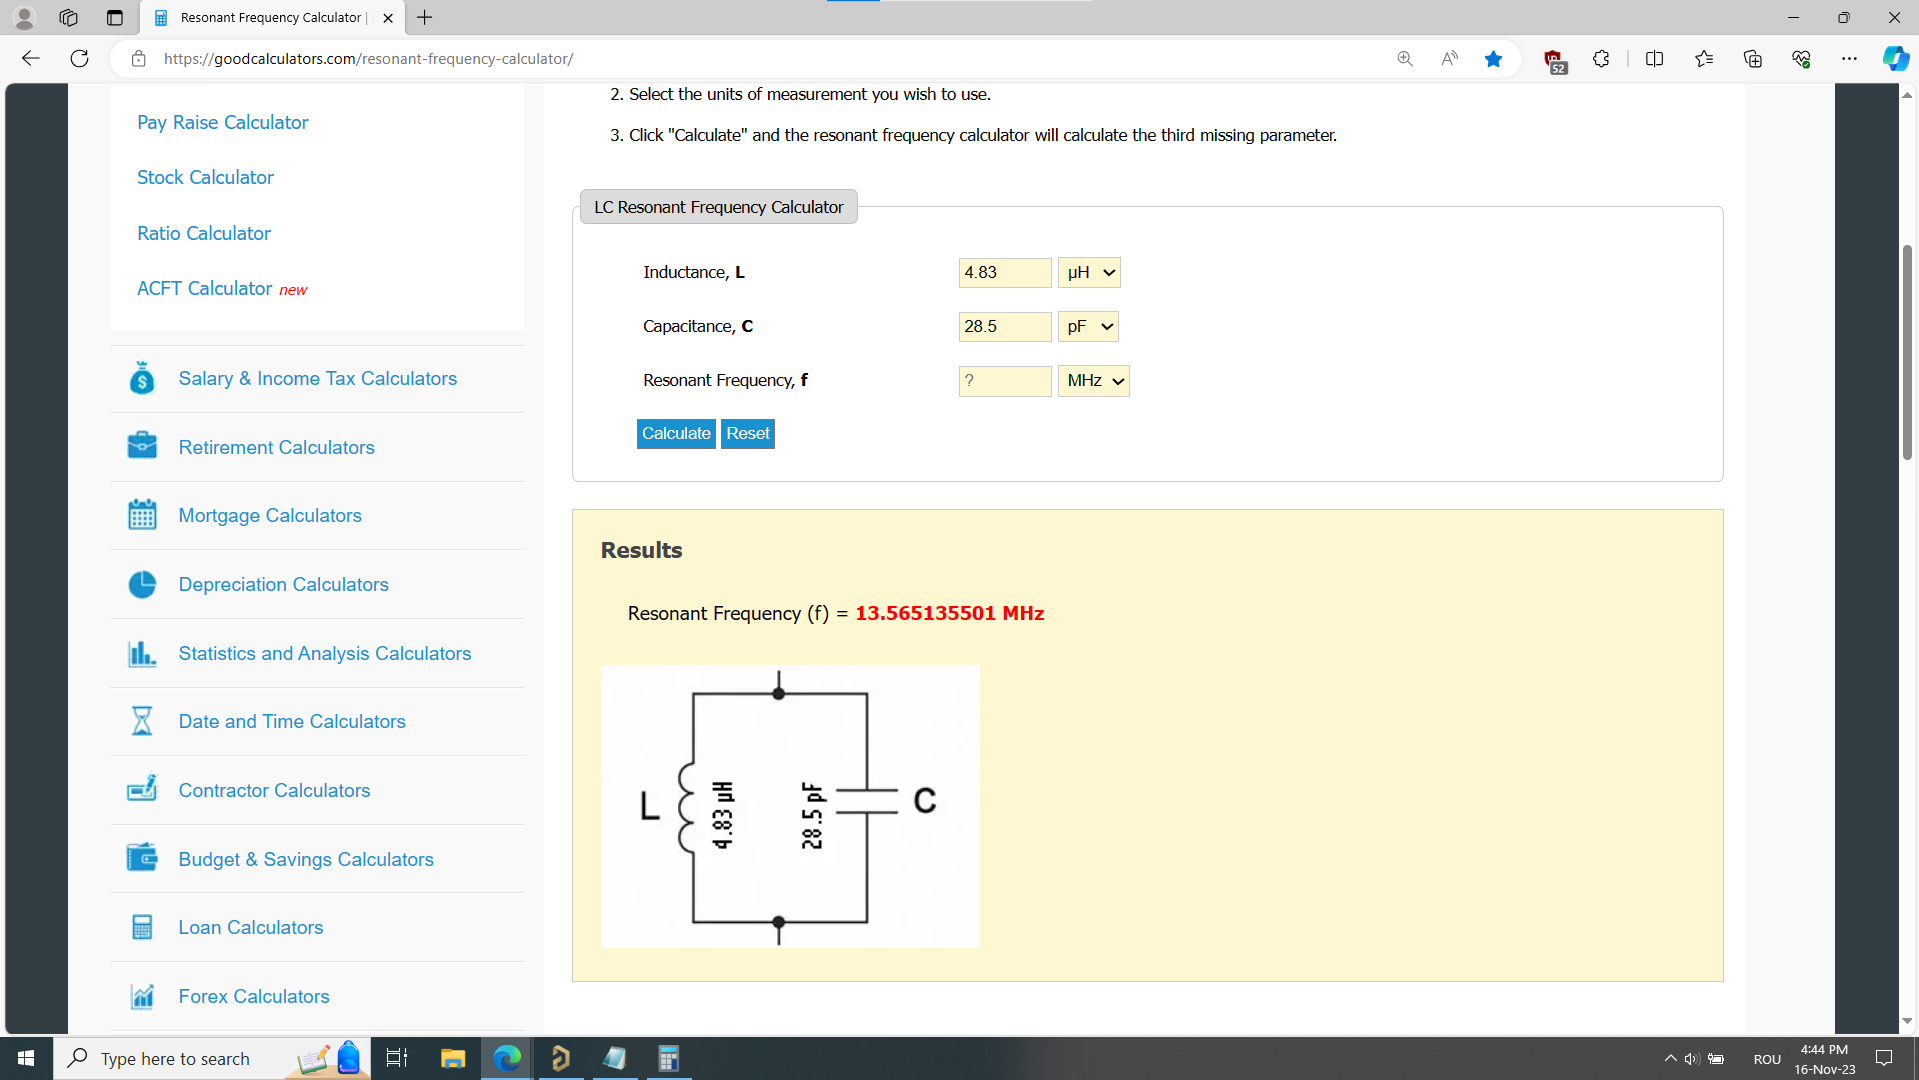 Resonant Frequency Calculator |
https://goodcalculators.com/resonant-frequency-calculator/
52
Pay Raise Calculator
Stock Calculator
Ratio Calculator
ACFT Calculator new
Salary & Income Tax Calculators
Retirement Calculators
Mortgage Calculators
Depreciation Calculators
Statistics and Analysis Calculators
Date and Time Calculators
Contractor Calculators
Budget & Savings Calculators
Loan Calculators
Forex Calculators
2. Select the units of measurement you wish to use.
3. Click "Calculate" and the resonant frequency calculator will calculate the third missing parameter.
LC Resonant Frequency Calculator
Inductance, L 4.83 µH
Capacitance, C 28.5 pF
Resonant Frequency, f ? MHz
Calculate Reset
Results
Resonant Frequency (f) = 13.565135501 MHz
L 4.83 µH 28.5 pF C
Type here to search
ROU
4:44 PM
16-Nov-23